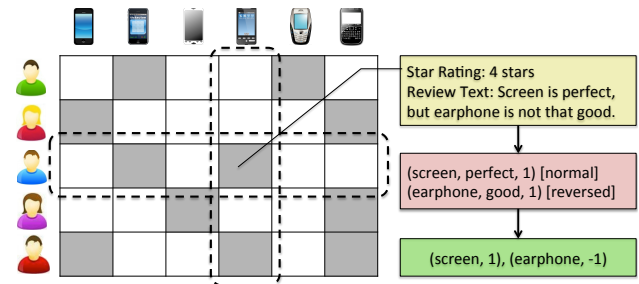 Star Rating: 4 stars
Review Text: Screen is perfect,
but earphone is not that good.
(screen, perfect, 1) [normal]
(earphone, good, 1) [reversed]
(screen, 1), (earphone, -1)